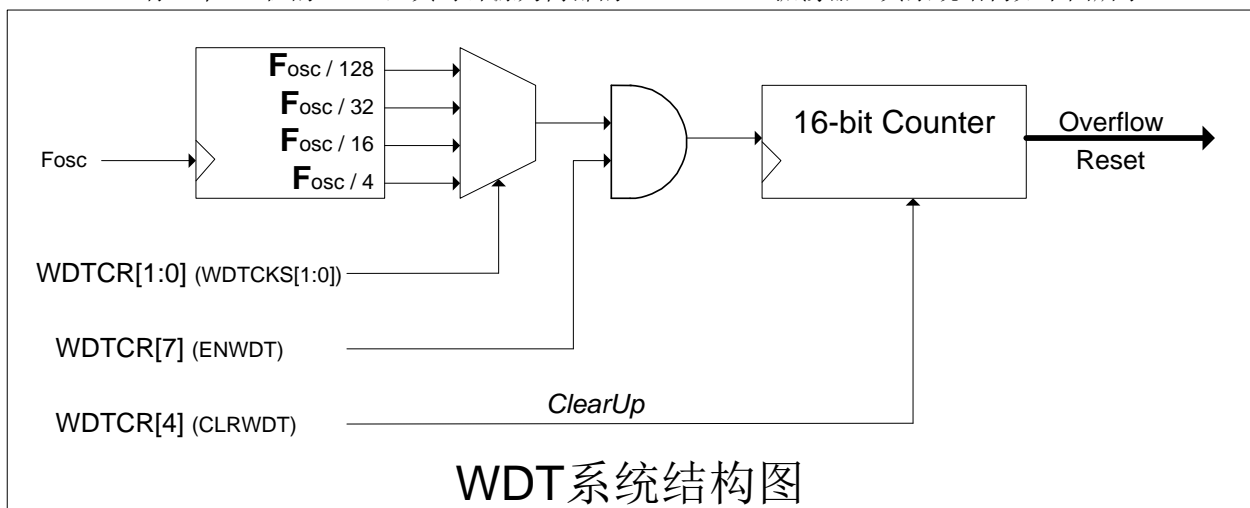 Fosc / 128
Fosc / 32
Fosc / 16
Fosc / 4
Fosc
16-bit Counter
Overflow
Reset
WDTCR[1:0] (WDTCKS[1:0])
WDTCR[7] (ENWDT)
WDTCR[4] (CLRWDT)
ClearUp
WDT系统结构图